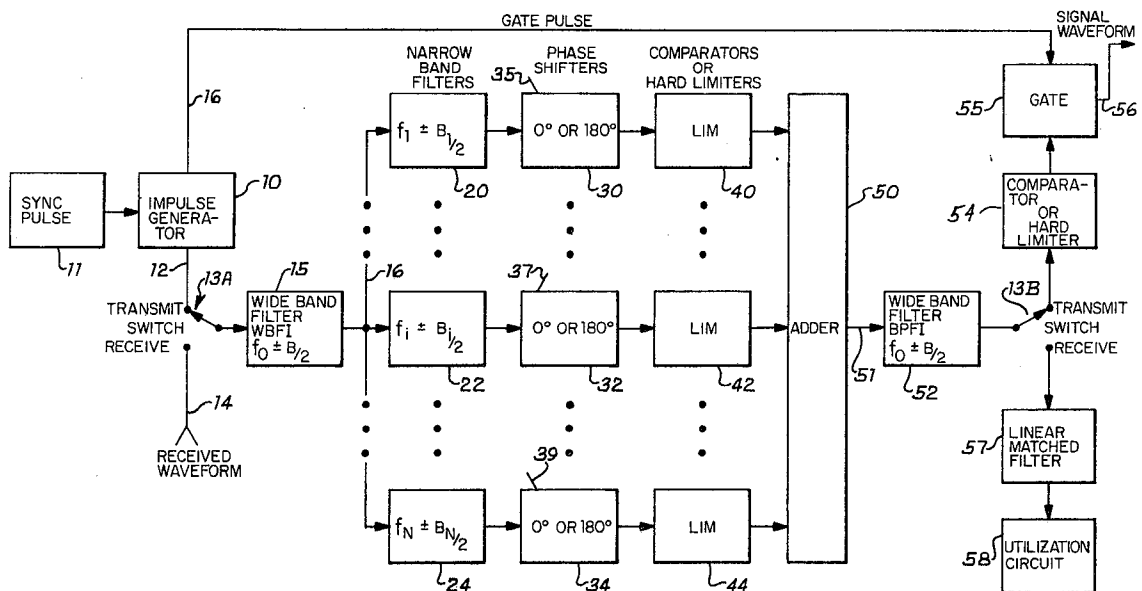 GATE PULSE
SIGNAL
WAVEFORM
NARROW
BAND
FILTERS
PHASE
SHIFTERS
COMPARATORS
OR
HARD LIMITERS
35
16
f1 ± B1/2
0° OR 180°
LIM
20
30
40
55
GATE
56
10
50
SYNC
PULSE
IMPULSE
GENERA-
TOR
11
12
13A
COMPARA-
TOR
OR
HARD
LIMITER
54
15
16
37
TRANSMIT
SWITCH
RECEIVE
WIDE BAND
FILTER
WBFI
f0 ± B/2
fi ± Bi/2
0° OR 180°
LIM
22
32
42
ADDER
51
WIDE BAND
FILTER
BPFI
f0 ± B/2
52
13B
TRANSMIT
SWITCH
RECEIVE
14
RECEIVED
WAVEFORM
39
fN ± BN/2
0° OR 180°
LIM
24
34
44
57
LINEAR
MATCHED
FILTER
58
UTILIZATION
CIRCUIT